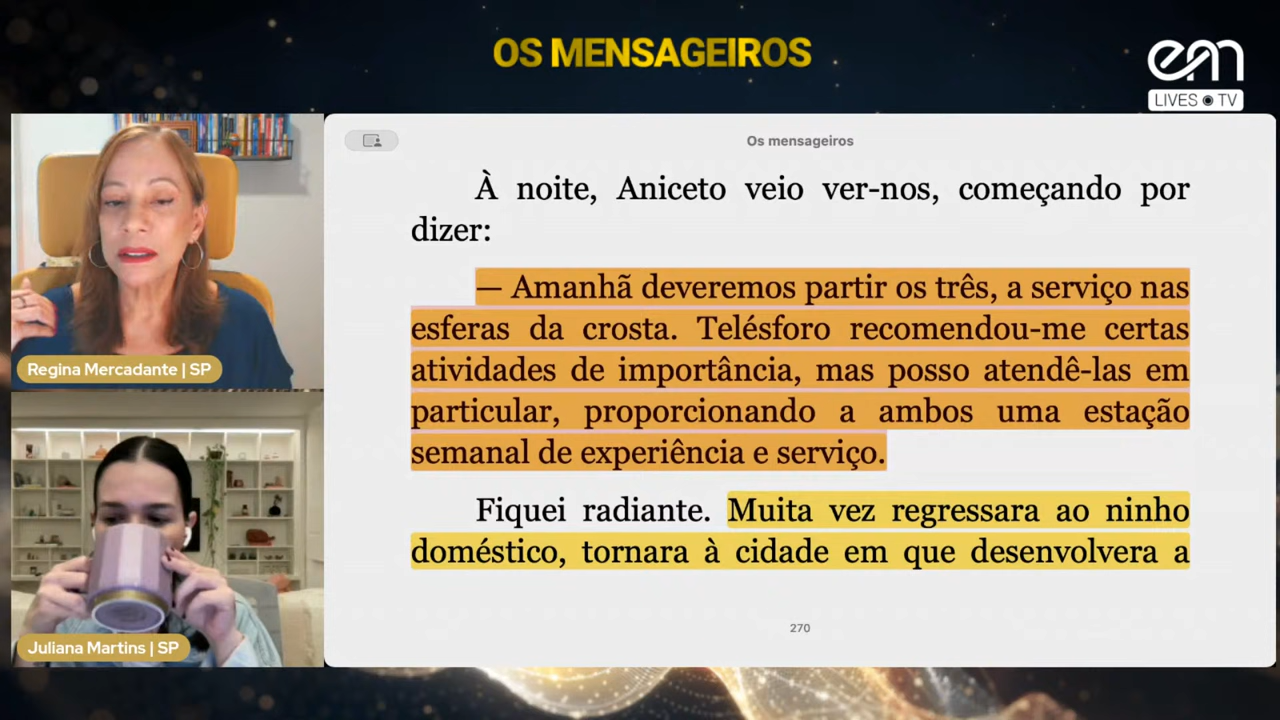 OS MENSAGEIROS
em
LIVES TV
Os mensageiros
À noite, Aniceto veio ver-nos, começando por
dizer:
— Amanhã deveremos partir os três, a serviço nas
esferas da crosta. Telésforo recomendou-me certas
atividades de importância, mas posso atendê-las em
particular, proporcionando a ambos uma estação
semanal de experiência e serviço.
Fiquei radiante. Muita vez regressara ao ninho
doméstico, tornara à cidade em que desenvolvera a
270
Regina Mercadante | SP
Juliana Martins | SP